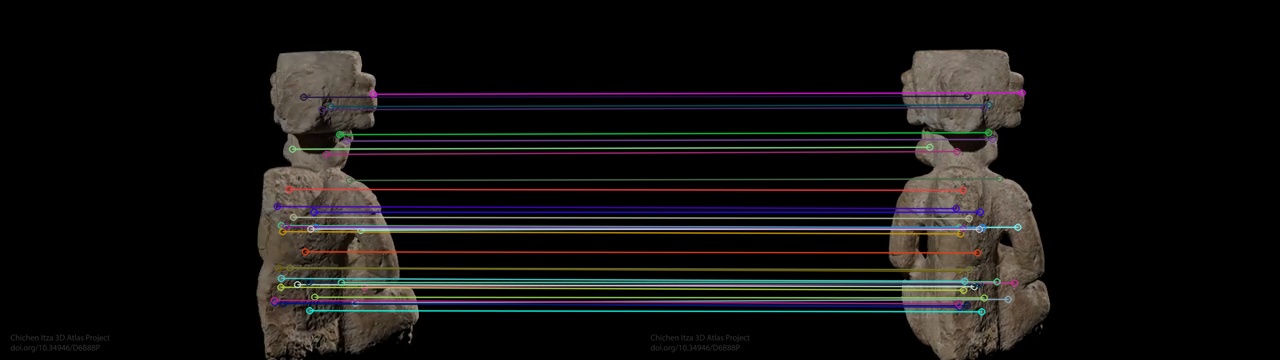 Chichen Itza 3D Atlas Project
doi.org/10.34946/D6B88P
Chichen Itza 3D Atlas Project
doi.org/10.34946/D6B88P